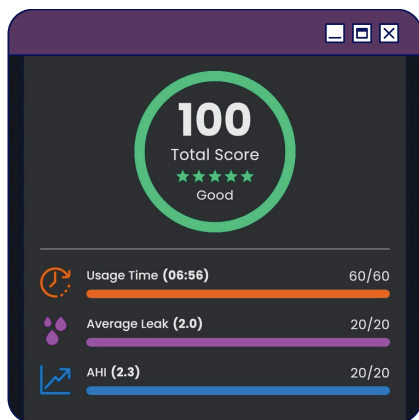 100
Total Score
Good
Usage Time (06:56) 60/60
Average Leak (2.0) 20/20
AHI (2.3) 20/20